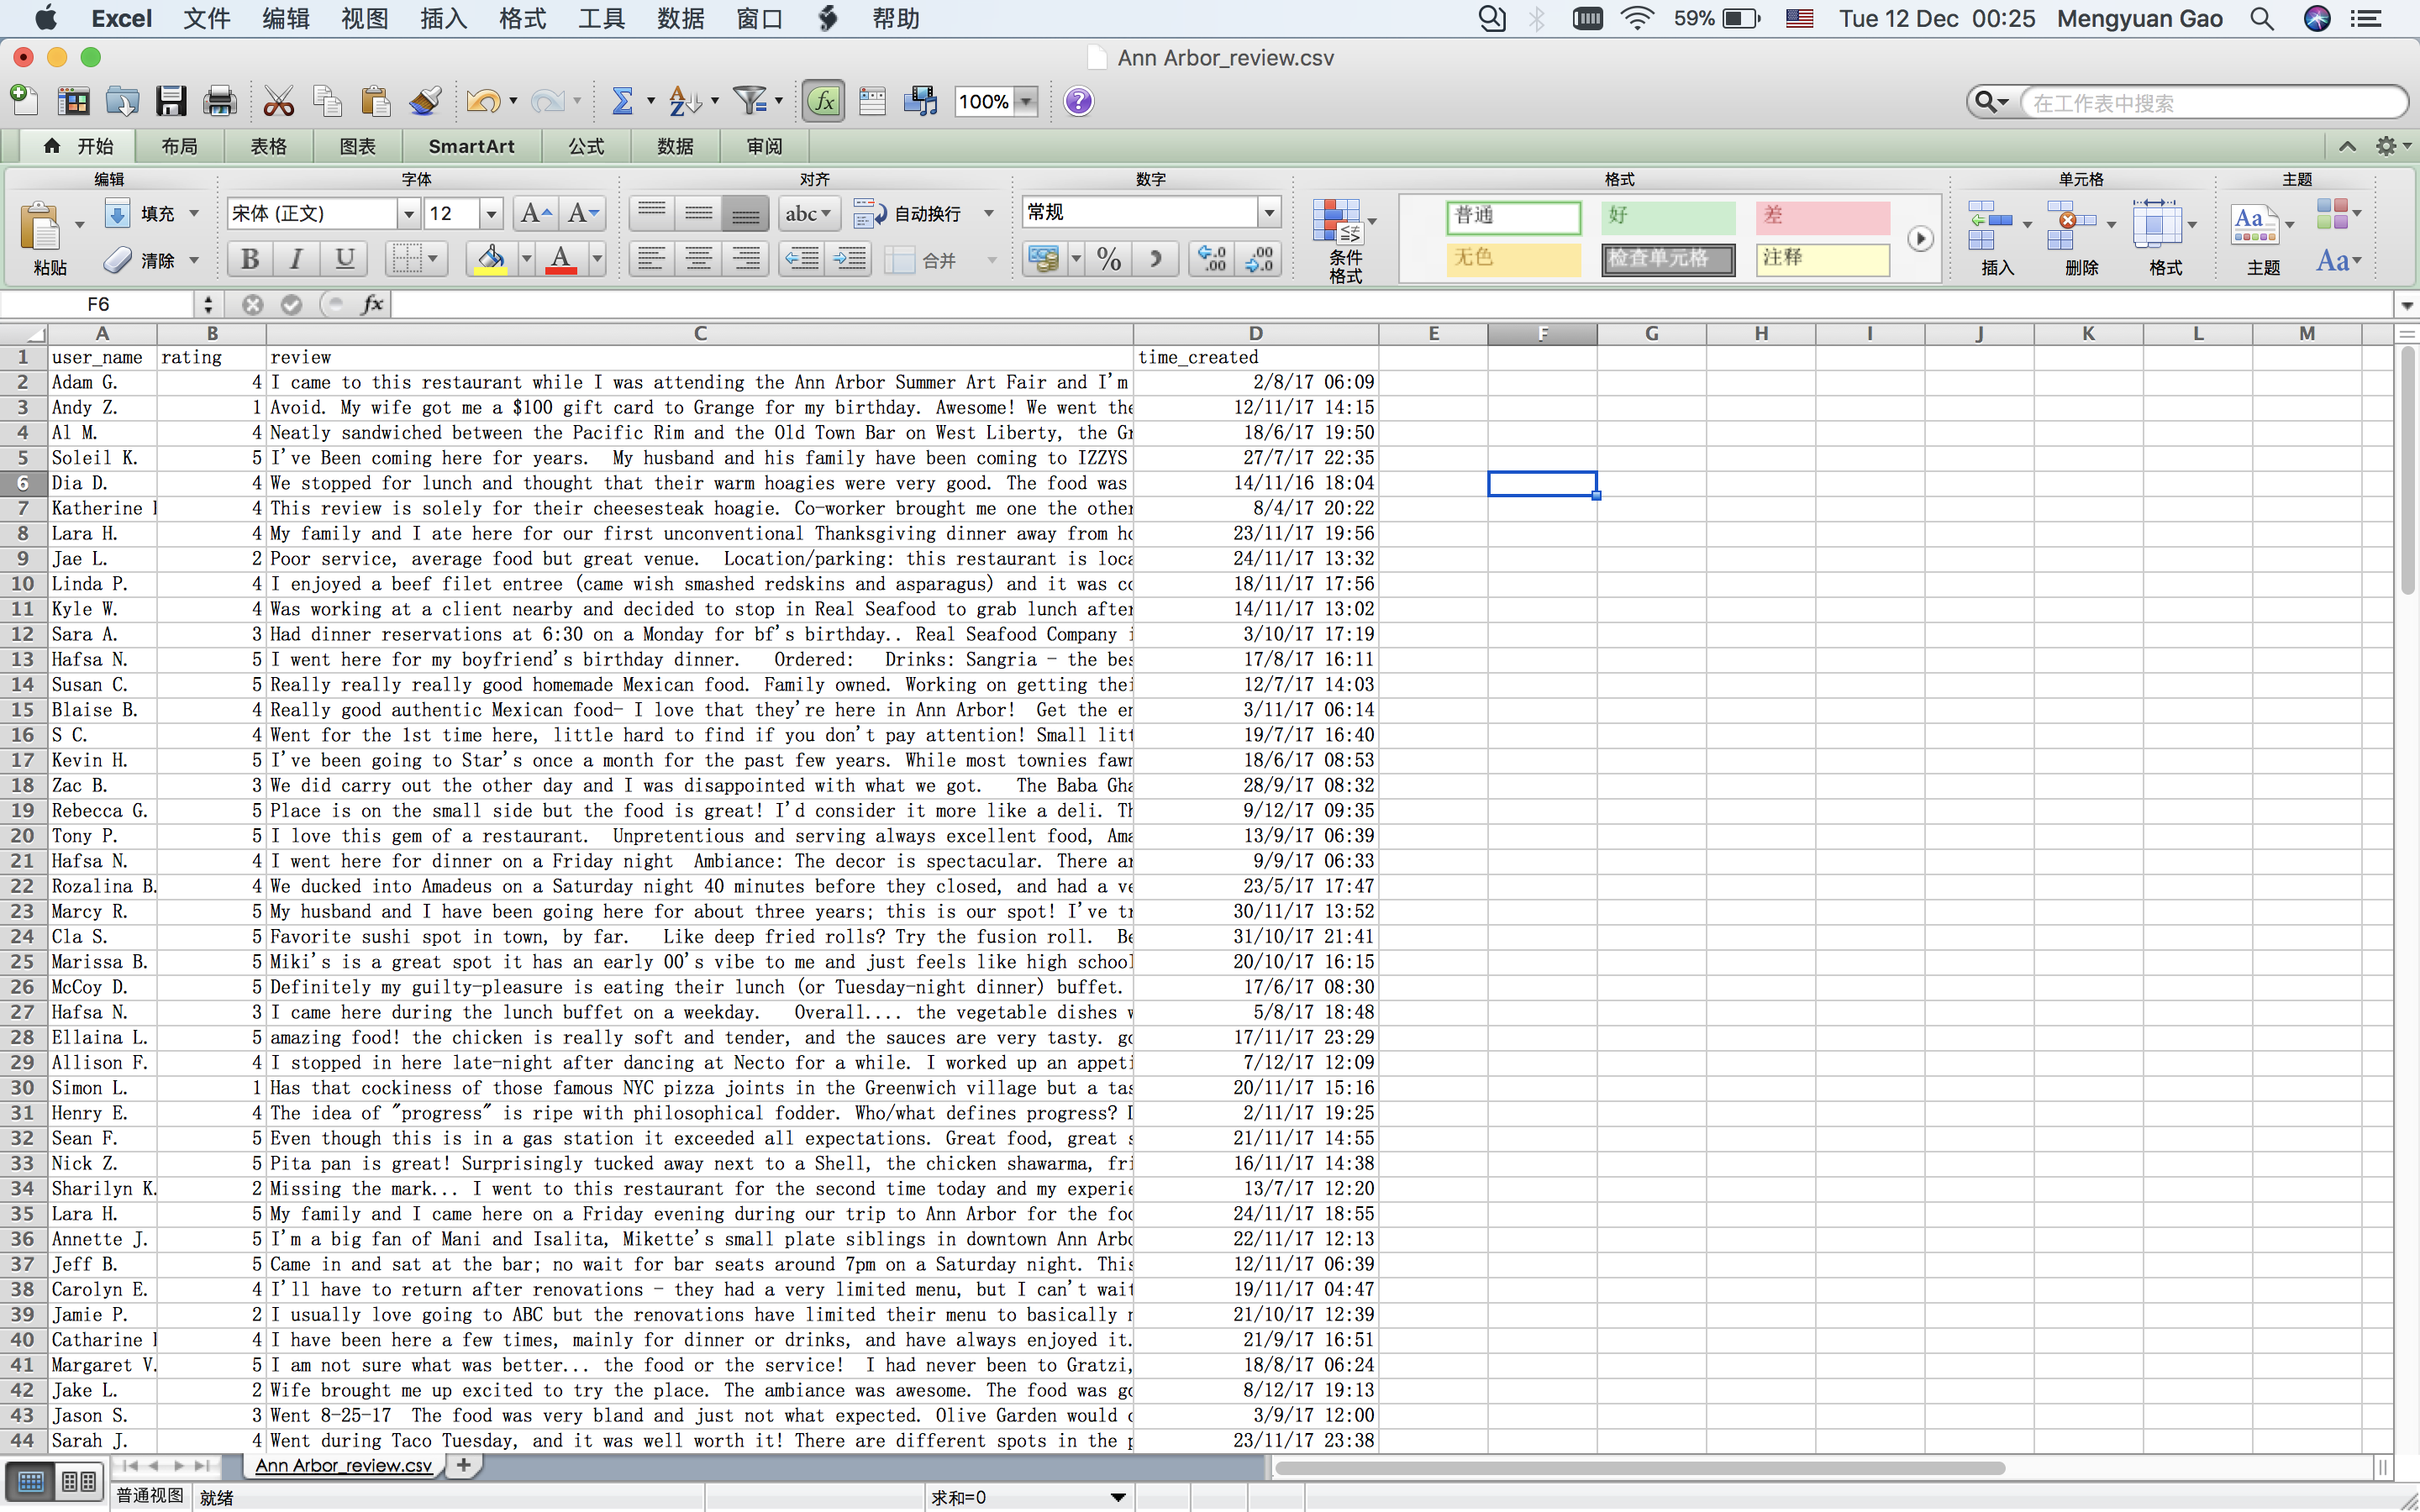 Excel 文件 编辑 视图 插入 格式 工具 数据 窗口 帮助 59% Tue 12 Dec 00:25 Mengyuan Gao
Ann Arbor_review.csv
100% 在工作表中搜索
开始 布局 表格 图表 SmartArt 公式 数据 审阅
编辑 字体 对齐 数字 格式 单元格 主题
填充 宋体 (正文) 12 abc 自动换行 常规 普通 好 差
粘贴 清除 B I U A 合并 % 条件格式 无色 检查单元格 注释 插入 删除 格式 主题
F6 fx
A B C D E F G H I J K L M
1 user_name rating review time_created
2 Adam G. 4 I came to this restaurant while I was attending the Ann Arbor Summer Art Fair and I'm 2/8/17 06:09
3 Andy Z. 1 Avoid. My wife got me a $100 gift card to Grange for my birthday. Awesome! We went the 12/11/17 14:15
4 Al M. 4 Neatly sandwiched between the Pacific Rim and the Old Town Bar on West Liberty, the Gr 18/6/17 19:50
5 Soleil K. 5 I've Been coming here for years. My husband and his family have been coming to IZZYS 27/7/17 22:35
6 Dia D. 4 We stopped for lunch and thought that their warm hoagies were very good. The food was 14/11/16 18:04
7 Katherine 4 This review is solely for their cheesesteak hoagie. Co-worker brought me one the other 8/4/17 20:22
8 Lara H. 4 My family and I ate here for our first unconventional Thanksgiving dinner away from ho 23/11/17 19:56
9 Jae L. 2 Poor service, average food but great venue. Location/parking: this restaurant is loca 24/11/17 13:32
10 Linda P. 4 I enjoyed a beef filet entree (came wish smashed redskins and asparagus) and it was co 18/11/17 17:56
11 Kyle W. 4 Was working at a client nearby and decided to stop in Real Seafood to grab lunch after 14/11/17 13:02
12 Sara A. 3 Had dinner reservations at 6:30 on a Monday for bf's birthday.. Real Seafood Company i 3/10/17 17:19
13 Hafsa N. 5 I went here for my boyfriend's birthday dinner. Ordered: Drinks: Sangria - the bes 17/8/17 16:11
14 Susan C. 5 Really really really good homemade Mexican food. Family owned. Working on getting thei 12/7/17 14:03
15 Blaise B. 4 Really good authentic Mexican food- I love that they're here in Ann Arbor! Get the en 3/11/17 06:14
16 S C. 4 Went for the 1st time here, little hard to find if you don't pay attention! Small litt 19/7/17 16:40
17 Kevin H. 5 I've been going to Star's once a month for the past few years. While most townies fawn 18/6/17 08:53
18 Zac B. 3 We did carry out the other day and I was disappointed with what we got. The Baba Gha 28/9/17 08:32
19 Rebecca G. 5 Place is on the small side but the food is great! I'd consider it more like a deli. Th 9/12/17 09:35
20 Tony P. 5 I love this gem of a restaurant. Unpretentious and serving always excellent food, Ama 13/9/17 06:39
21 Hafsa N. 4 I went here for dinner on a Friday night Ambiance: The decor is spectacular. There ar 9/9/17 06:33
22 Rozalina B. 4 We ducked into Amadeus on a Saturday night 40 minutes before they closed, and had a ve 23/5/17 17:47
23 Marcy R. 5 My husband and I have been going here for about three years; this is our spot! I've tr 30/11/17 13:52
24 Cla S. 5 Favorite sushi spot in town, by far. Like deep fried rolls? Try the fusion roll. Be 31/10/17 21:41
25 Marissa B. 5 Miki's is a great spot it has an early 00's vibe to me and just feels like high school 20/10/17 16:15
26 McCoy D. 5 Definitely my guilty-pleasure is eating their lunch (or Tuesday-night dinner) buffet. 17/6/17 08:30
27 Hafsa N. 3 I came here during the lunch buffet on a weekday. Overall.... the vegetable dishes w 5/8/17 18:48
28 Ellaina L. 5 amazing food! the chicken is really soft and tender, and the sauces are very tasty. go 17/11/17 23:29
29 Allison F. 4 I stopped in here late-night after dancing at Necto for a while. I worked up an appeti 7/12/17 12:09
30 Simon L. 1 Has that cockiness of those famous NYC pizza joints in the Greenwich village but a tas 20/11/17 15:16
31 Henry E. 4 The idea of "progress" is ripe with philosophical fodder. Who/what defines progress? 2/11/17 19:25
32 Sean F. 5 Even though this is in a gas station it exceeded all expectations. Great food, great s 21/11/17 14:55
33 Nick Z. 5 Pita pan is great! Surprisingly tucked away next to a Shell, the chicken shawarma, fri 16/11/17 14:38
34 Sharilyn K. 2 Missing the mark... I went to this restaurant for the second time today and my experie 13/7/17 12:20
35 Lara H. 5 My family and I came here on a Friday evening during our trip to Ann Arbor for the foo 24/11/17 18:55
36 Annette J. 5 I'm a big fan of Mani and Isalita, Mikette's small plate siblings in downtown Ann Arbo 22/11/17 12:13
37 Jeff B. 5 Came in and sat at the bar; no wait for bar seats around 7pm on a Saturday night. This 12/11/17 06:39
38 Carolyn E. 4 I'll have to return after renovations - they had a very limited menu, but I can't wait 19/11/17 04:47
39 Jamie P. 2 I usually love going to ABC but the renovations have limited their menu to basically 21/10/17 12:39
40 Catharine 4 I have been here a few times, mainly for dinner or drinks, and have always enjoyed it. 21/9/17 16:51
41 Margaret V. 5 I am not sure what was better... the food or the service! I had never been to Gratzi, 18/8/17 06:24
42 Jake L. 2 Wife brought me up excited to try the place. The ambiance was awesome. The food was go 8/12/17 19:13
43 Jason S. 3 Went 8-25-17 The food was very bland and just not what expected. Olive Garden would 3/9/17 12:00
44 Sarah J. 4 Went during Taco Tuesday, and it was well worth it! There are different spots in the p 23/11/17 23:38
Ann Arbor_review.csv
普通视图 就绪 求和=0